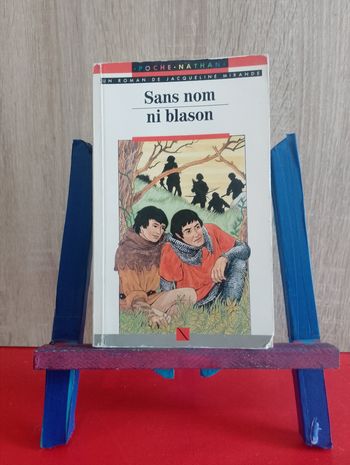 POCHE • NATHAN
UN ROMAN DE JACQUELINE MIRANDE
Sans nom
ni blason
N